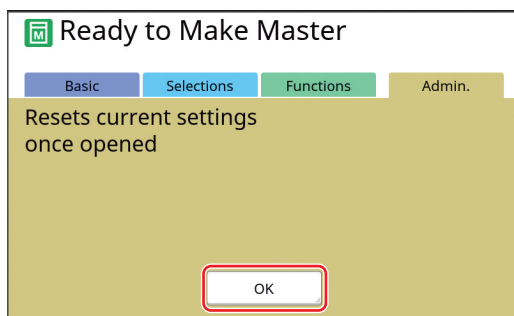 M Ready to Make Master
Basic Selections Functions Admin.
Resets current settings
once opened
OK